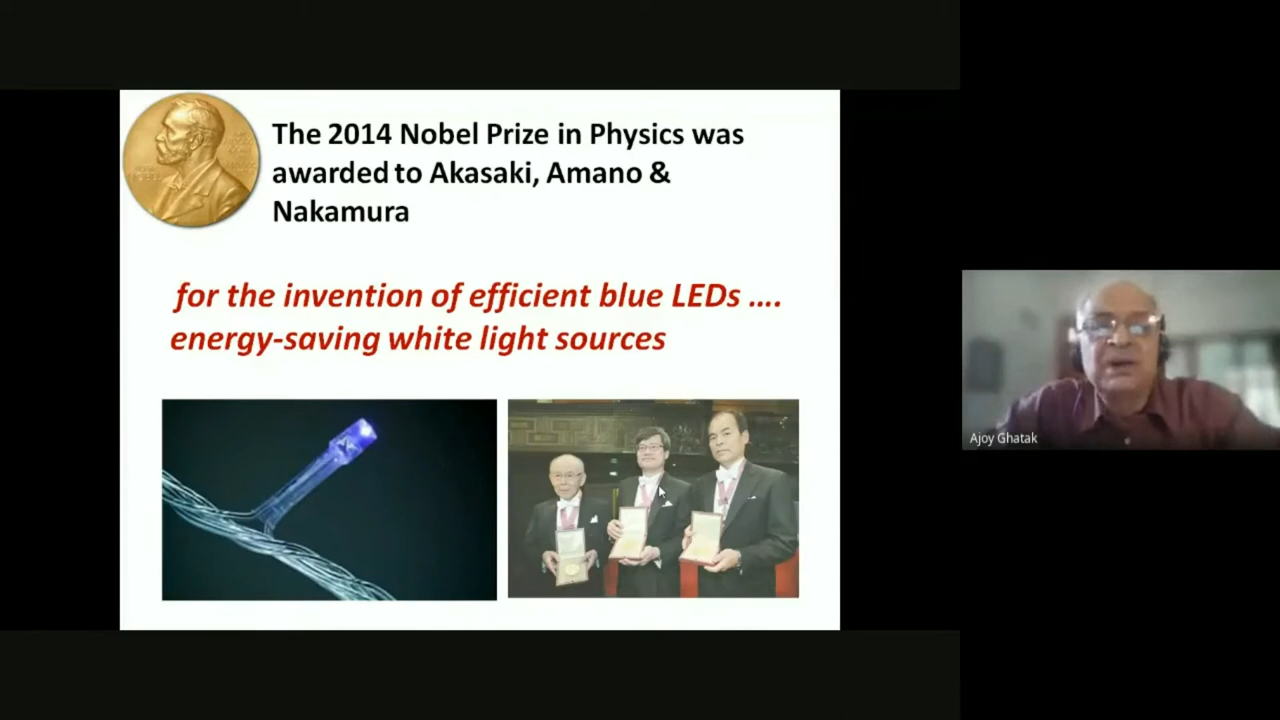 The 2014 Nobel Prize in Physics was
awarded to Akasaki, Amano &
Nakamura
for the invention of efficient blue LEDs ....
energy-saving white light sources
Ajoy Ghatak